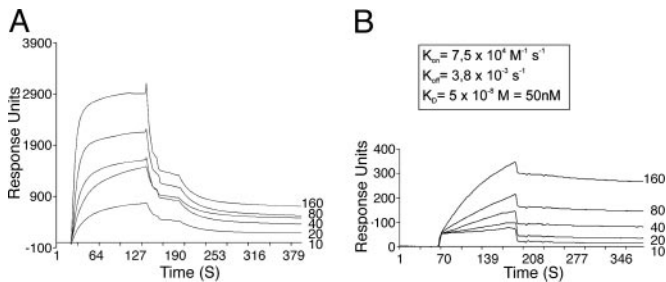 A
3900
2900
1900
900
-100
Response Units
64 127 190 253 316 379
Time (S)
160
80
40
20
10
B
Kon= 7,5 x 10⁴ M⁻¹ s⁻¹
Koff= 3,8 x 10⁻³ s⁻¹
KD= 5 x 10⁻⁸ M = 50nM
400
300
200
100
0
Response Units
1 70 139 208 277 346
Time (S)
160
80
40
20
10